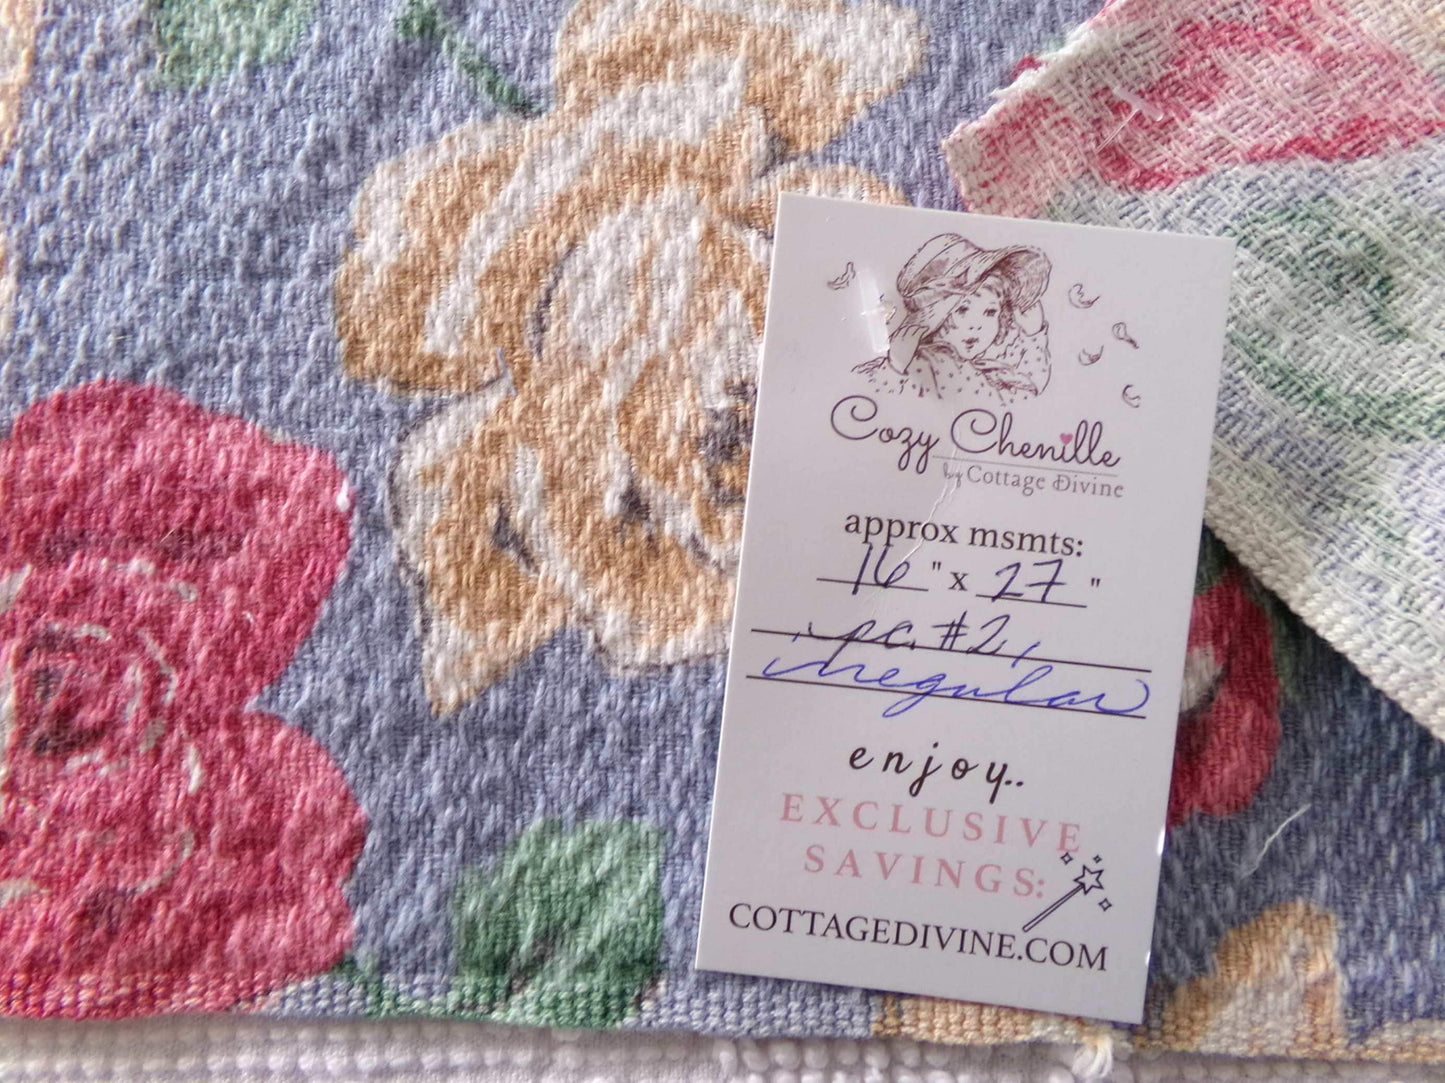 Cozy Chenille
by Cottage Divine
approx msmts:
16 " x 27 "
pc. #2,
irregular
enjoy..
EXCLUSIVE
SAVINGS:
COTTAGEDIVINE.COM